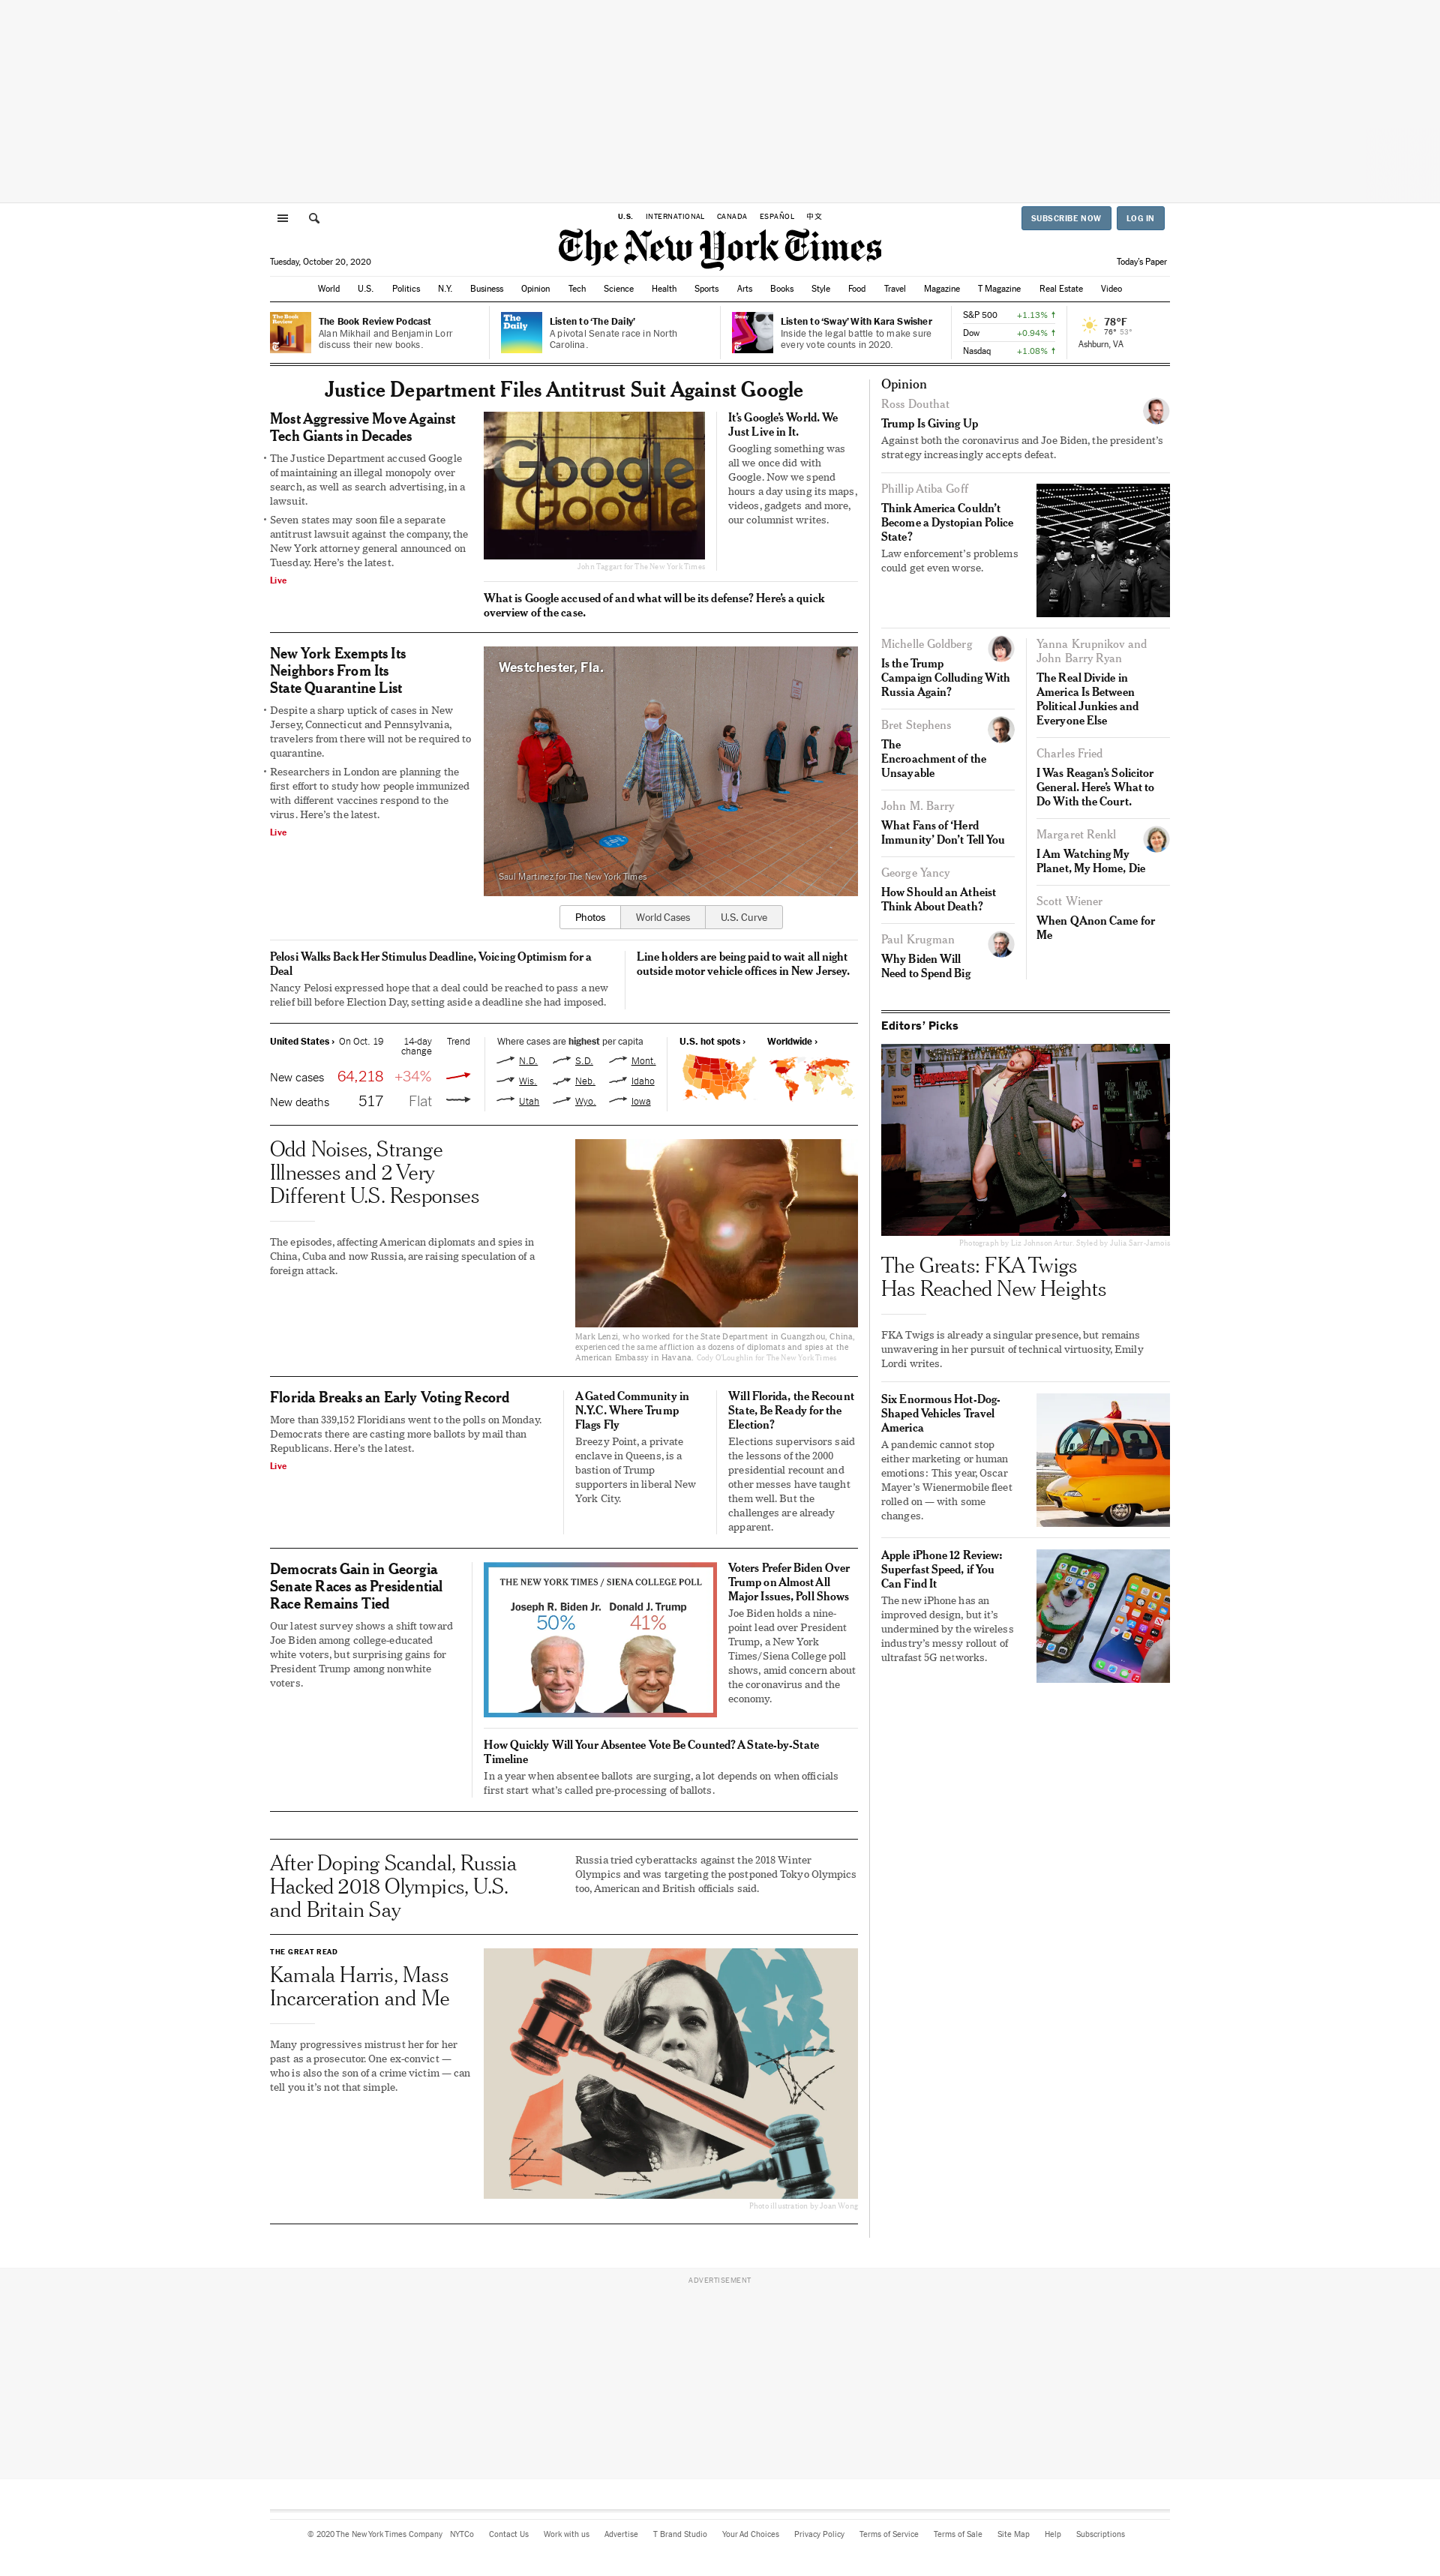 U.S. INTERNATIONAL CANADA ESPAÑOL 中文
SUBSCRIBE NOW LOG IN
The New York Times
Tuesday, October 20, 2020
Today's Paper
World U.S. Politics N.Y. Business Opinion Tech Science Health Sports Arts Books Style Food Travel Magazine T Magazine Real Estate Video
The Book Review Podcast
Alan Mikhail and Benjamin Lorr
discuss their new books.
The Daily
Listen to ‘The Daily’
A pivotal Senate race in North
Carolina.
Listen to ‘Sway’ With Kara Swisher
Inside the legal battle to make sure
every vote counts in 2020.
S&P 500 +1.13% ↑
Dow +0.94% ↑
Nasdaq +1.08% ↑
78°F
76° 53°
Ashburn, VA
Justice Department Files Antitrust Suit Against Google
Most Aggressive Move Against
Tech Giants in Decades
• The Justice Department accused Google
of maintaining an illegal monopoly over
search, as well as search advertising, in a
lawsuit.
• Seven states may soon file a separate
antitrust lawsuit against the company, the
New York attorney general announced on
Tuesday. Here’s the latest.
Live
Google
Google
John Taggart for The New York Times
It’s Google’s World. We
Just Live in It.
Googling something was
all we once did with
Google. Now we spend
hours a day using its maps,
videos, gadgets and more,
our columnist writes.
What is Google accused of and what will be its defense? Here’s a quick
overview of the case.
New York Exempts Its
Neighbors From Its
State Quarantine List
• Despite a sharp uptick of cases in New
Jersey, Connecticut and Pennsylvania,
travelers from there will not be required to
quarantine.
• Researchers in London are planning the
first effort to study how people immunized
with different vaccines respond to the
virus. Here’s the latest.
Live
Westchester, Fla.
Saul Martinez for The New York Times
Photos World Cases U.S. Curve
Pelosi Walks Back Her Stimulus Deadline, Voicing Optimism for a
Deal
Nancy Pelosi expressed hope that a deal could be reached to pass a new
relief bill before Election Day, setting aside a deadline she had imposed.
Line holders are being paid to wait all night
outside motor vehicle offices in New Jersey.
United States › On Oct. 19 14-day
change Trend
New cases 64,218 +34%
New deaths 517 Flat
Where cases are highest per capita
N.D. S.D. Mont.
Wis. Neb. Idaho
Utah Wyo. Iowa
U.S. hot spots › Worldwide ›
Odd Noises, Strange
Illnesses and 2 Very
Different U.S. Responses
The episodes, affecting American diplomats and spies in
China, Cuba and now Russia, are raising speculation of a
foreign attack.
Mark Lenzi, who worked for the State Department in Guangzhou, China,
experienced the same affliction as dozens of diplomats and spies at the
American Embassy in Havana. Cody O’Loughlin for The New York Times
Florida Breaks an Early Voting Record
More than 339,152 Floridians went to the polls on Monday.
Democrats there are casting more ballots by mail than
Republicans. Here’s the latest.
Live
A Gated Community in
N.Y.C. Where Trump
Flags Fly
Breezy Point, a private
enclave in Queens, is a
bastion of Trump
supporters in liberal New
York City.
Will Florida, the Recount
State, Be Ready for the
Election?
Elections supervisors said
the lessons of the 2000
presidential recount and
other messes have taught
them well. But the
challenges are already
apparent.
Democrats Gain in Georgia
Senate Races as Presidential
Race Remains Tied
Our latest survey shows a shift toward
Joe Biden among college-educated
white voters, but surprising gains for
President Trump among nonwhite
voters.
THE NEW YORK TIMES / SIENA COLLEGE POLL
Joseph R. Biden Jr. Donald J. Trump
50% 41%
Voters Prefer Biden Over
Trump on Almost All
Major Issues, Poll Shows
Joe Biden holds a nine-
point lead over President
Trump, a New York
Times/Siena College poll
shows, amid concern about
the coronavirus and the
economy.
How Quickly Will Your Absentee Vote Be Counted? A State-by-State
Timeline
In a year when absentee ballots are surging, a lot depends on when officials
first start what’s called pre-processing of ballots.
After Doping Scandal, Russia
Hacked 2018 Olympics, U.S.
and Britain Say
Russia tried cyberattacks against the 2018 Winter
Olympics and was targeting the postponed Tokyo Olympics
too, American and British officials said.
THE GREAT READ
Kamala Harris, Mass
Incarceration and Me
Many progressives mistrust her for her
past as a prosecutor. One ex-convict —
who is also the son of a crime victim — can
tell you it’s not that simple.
Photo illustration by Joan Wong
Opinion
Ross Douthat
Trump Is Giving Up
Against both the coronavirus and Joe Biden, the president’s
strategy increasingly accepts defeat.
Phillip Atiba Goff
Think America Couldn’t
Become a Dystopian Police
State?
Law enforcement’s problems
could get even worse.
Michelle Goldberg
Is the Trump
Campaign Colluding With
Russia Again?
Bret Stephens
The
Encroachment of the
Unsayable
John M. Barry
What Fans of ‘Herd
Immunity’ Don’t Tell You
George Yancy
How Should an Atheist
Think About Death?
Paul Krugman
Why Biden Will
Need to Spend Big
Yanna Krupnikov and
John Barry Ryan
The Real Divide in
America Is Between
Political Junkies and
Everyone Else
Charles Fried
I Was Reagan’s Solicitor
General. Here’s What to
Do With the Court.
Margaret Renkl
I Am Watching My
Planet, My Home, Die
Scott Wiener
When QAnon Came for
Me
Editors’ Picks
Photograph by Liz Johnson Artur. Styled by Julia Sarr-Jamois
The Greats: FKA Twigs
Has Reached New Heights
FKA Twigs is already a singular presence, but remains
unwavering in her pursuit of technical virtuosity, Emily
Lordi writes.
Six Enormous Hot-Dog-
Shaped Vehicles Travel
America
A pandemic cannot stop
either marketing or human
emotions: This year, Oscar
Mayer’s Wienermobile fleet
rolled on — with some
changes.
Apple iPhone 12 Review:
Superfast Speed, if You
Can Find It
The new iPhone has an
improved design, but it’s
undermined by the wireless
industry’s messy rollout of
ultrafast 5G networks.
ADVERTISEMENT
© 2020 The New York Times Company NYTCo Contact Us Work with us Advertise T Brand Studio Your Ad Choices Privacy Policy Terms of Service Terms of Sale Site Map Help Subscriptions